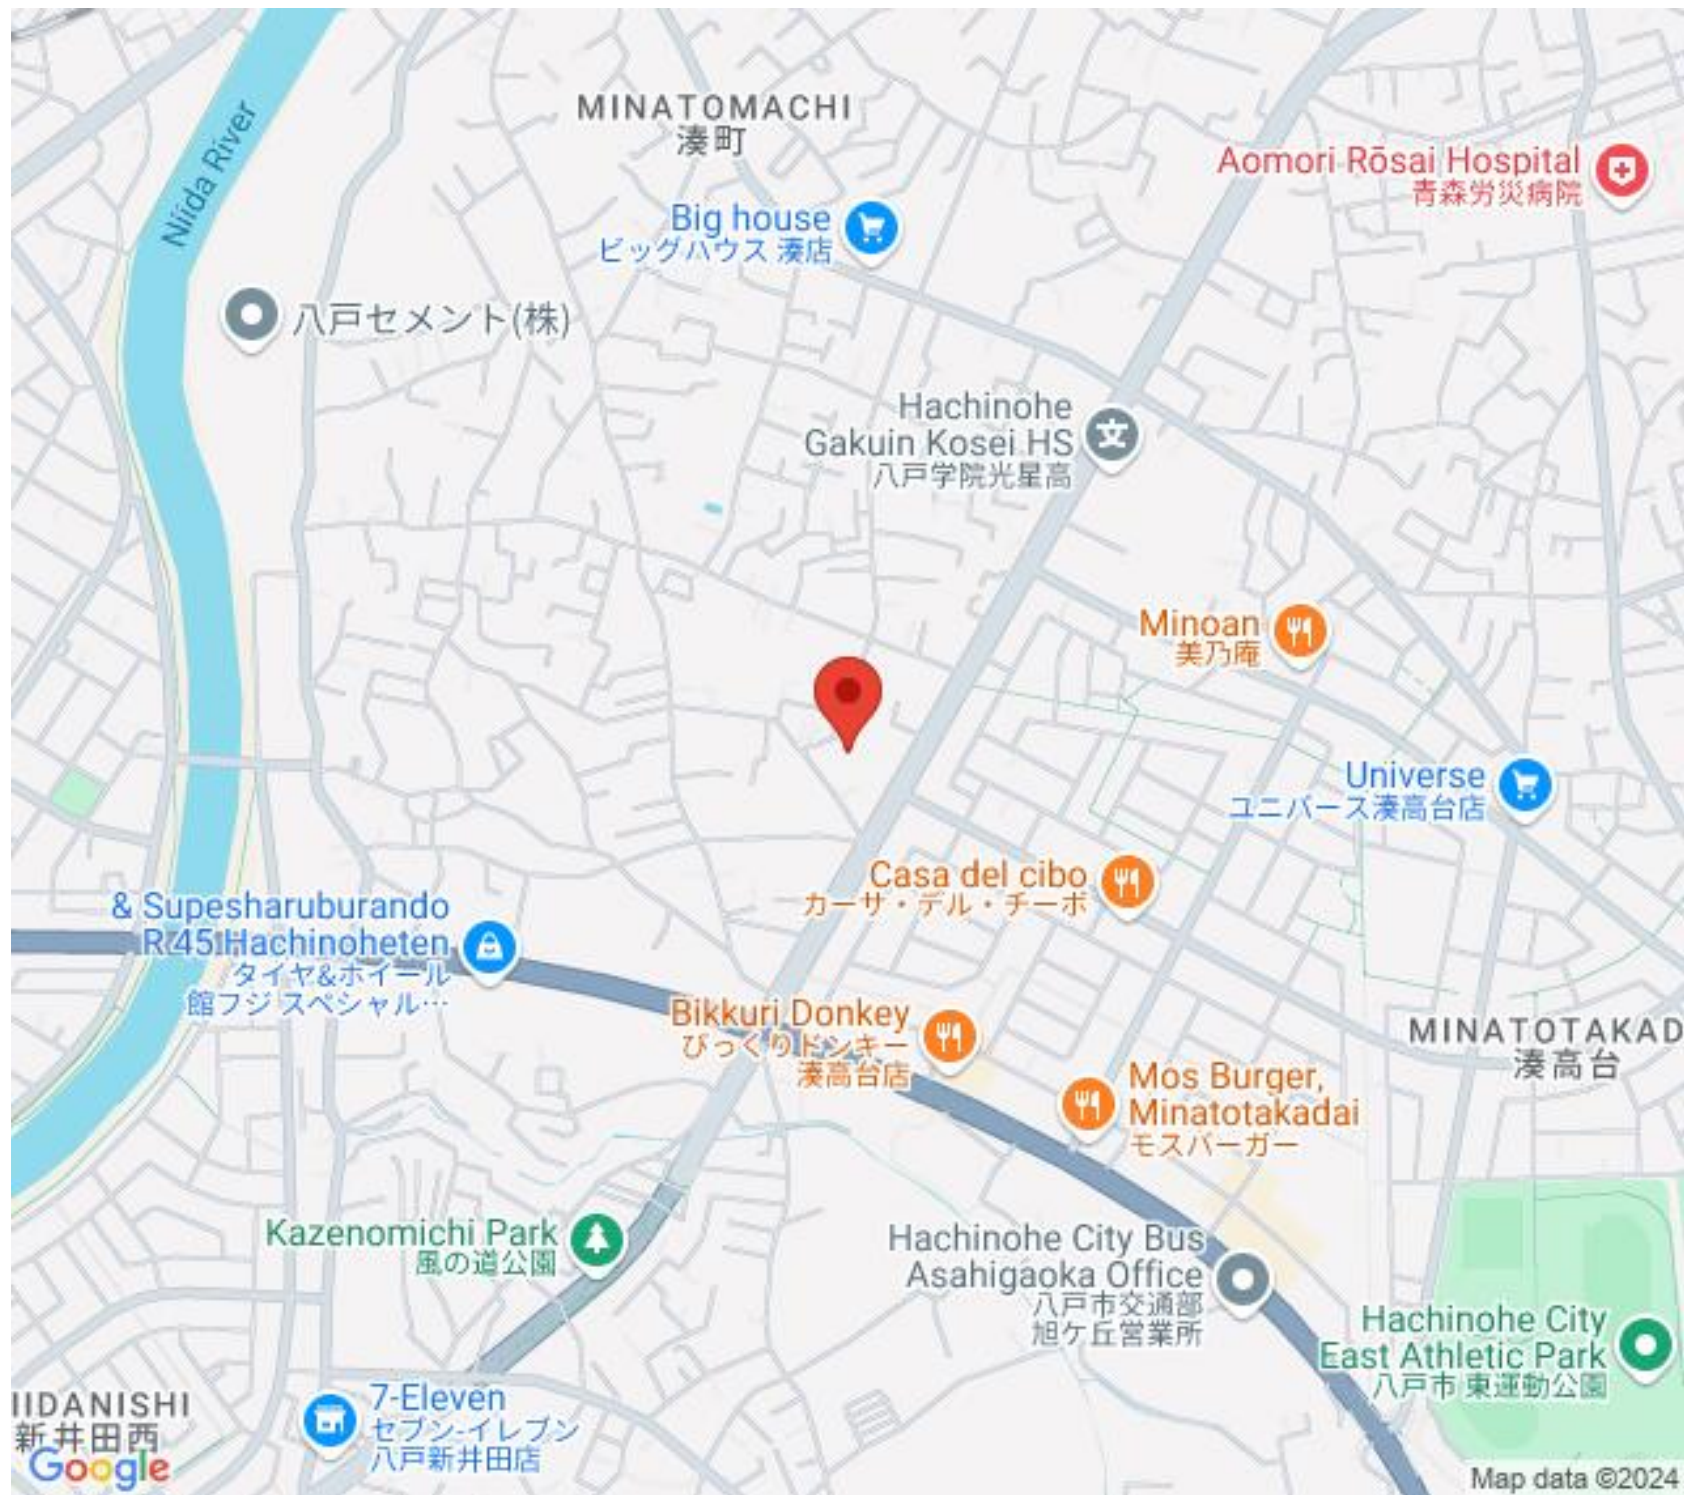 MINATOMACHI
湊町
Niida River
Aomori Rōsai Hospital
青森労災病院
Big house
ビッグハウス 湊店
八戸セメント(株)
Hachinohe
Gakuin Kosei HS
八戸学院光星高
Minoan
美乃庵
Universe
ユニバース湊高台店
Casa del cibo
カーサ・デル・チーボ
& Supesharuburando
R 45 Hachinoheten
タイヤ&ホイール
館フジ スペシャル…
Bikkuri Donkey
びっくりドンキー
湊高台店
MINATOTAKAD
湊高台
Mos Burger,
Minatotakadai
モスバーガー
Kazenomichi Park
風の道公園
Hachinohe City Bus
Asahigaoka Office
八戸市交通部
旭ケ丘営業所
Hachinohe City
East Athletic Park
八戸市 東運動公園
7-Eleven
セブン-イレブン
八戸新井田店
IIDANISHI
新井田西
Google
Map data ©2024